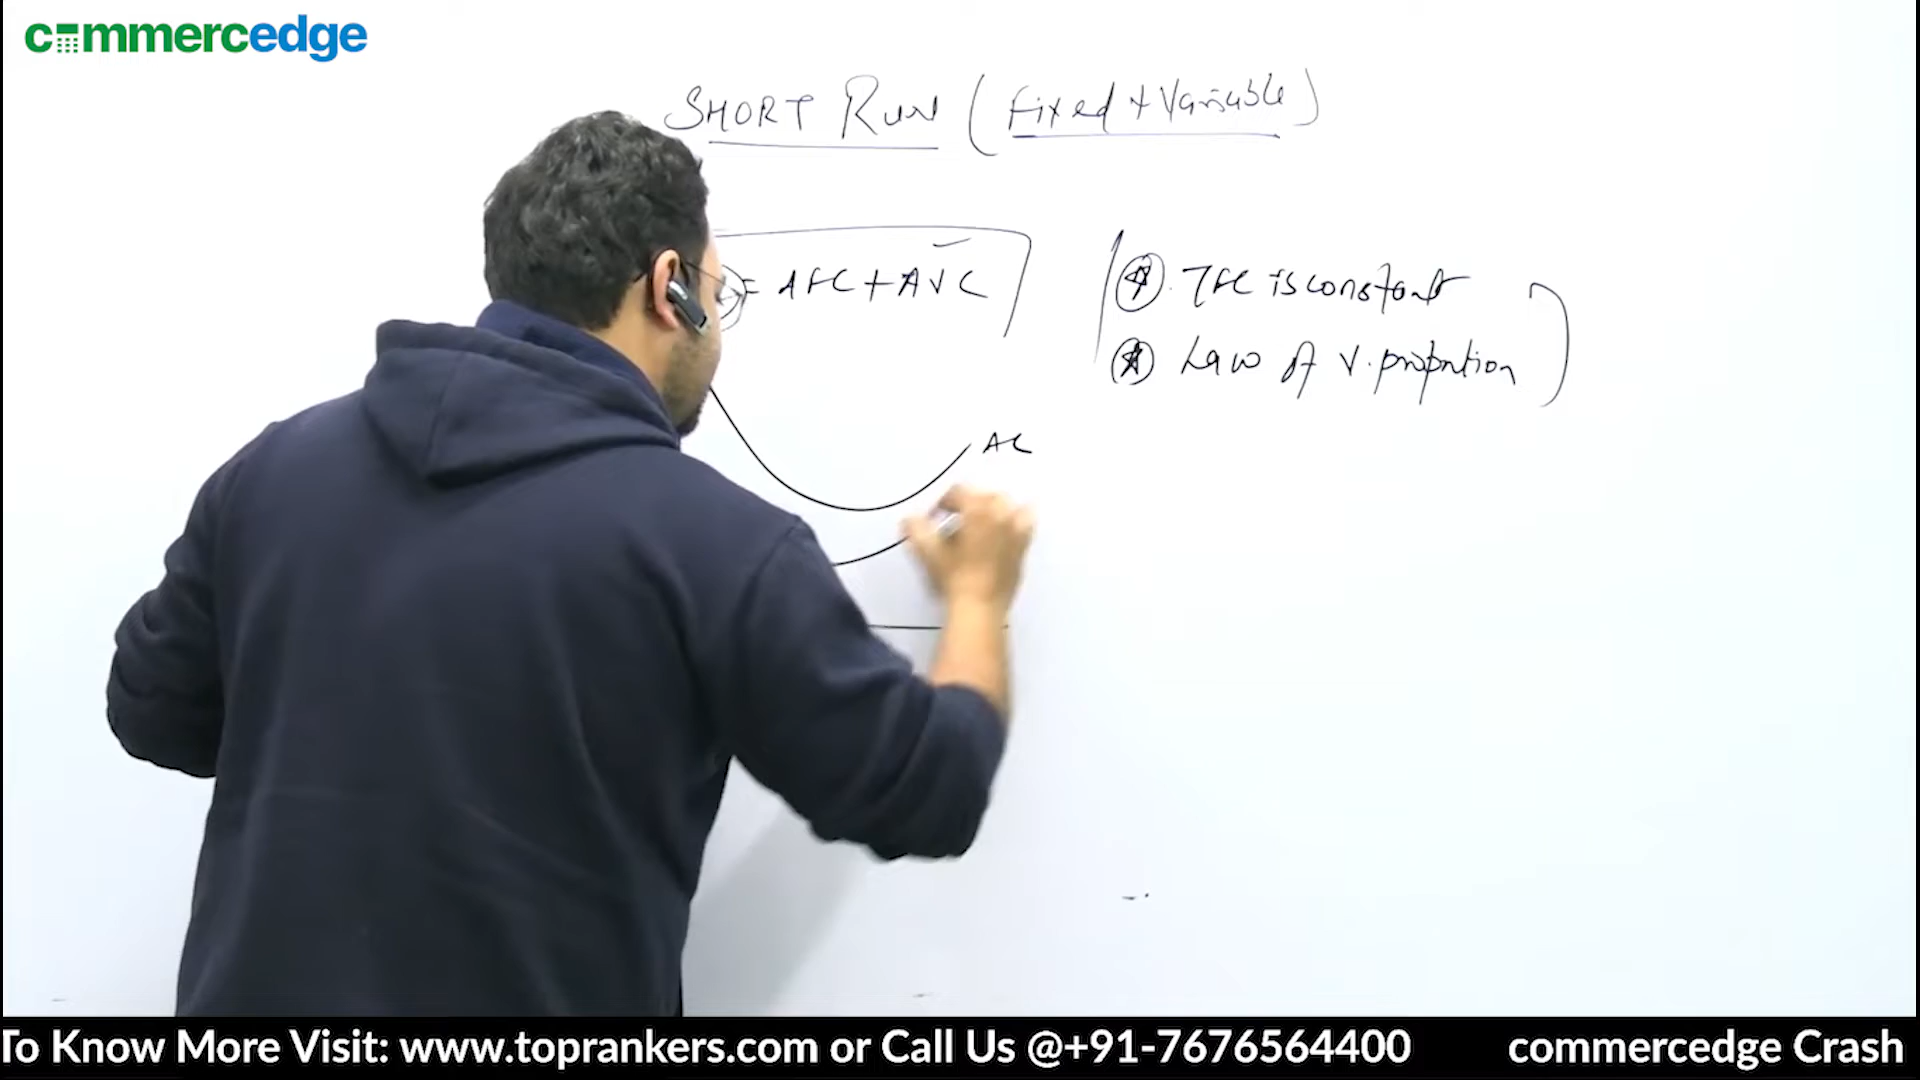 commercedge
SHORT RUN (Fixed + Variable)
= AFC + AVC
TFC is constant
Law of V. proportion
AC
To Know More Visit: www.toprankers.com or Call Us @+91-7676564400 commercedge Crash